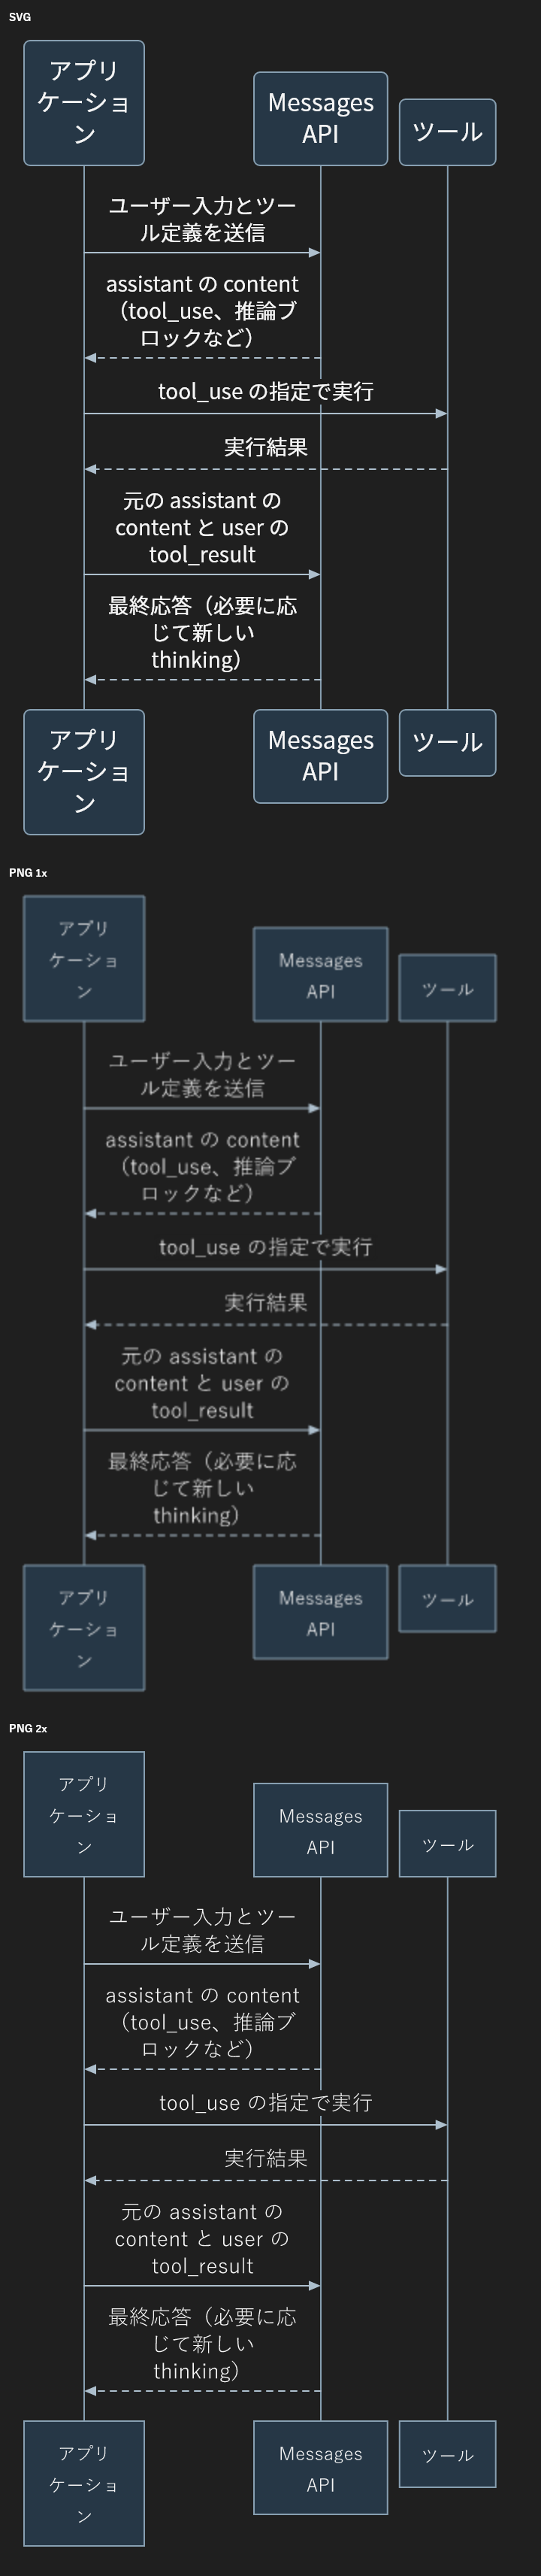 SVG
アプリ
ケーショ
ン
Messages
API
ツール
ユーザー入力とツー
ル定義を送信
assistant の content
（tool_use、推論ブ
ロックなど）
tool_use の指定で実行
実行結果
元の assistant の
content と user の
tool_result
最終応答（必要に応
じて新しい
thinking）
アプリ
ケーショ
ン
Messages
API
ツール
PNG 1x
アプリ
ケーショ
ン
Messages
API
ツール
ユーザー入力とツー
ル定義を送信
assistant の content
（tool_use、推論ブ
ロックなど）
tool_use の指定で実行
実行結果
元の assistant の
content と user の
tool_result
最終応答（必要に応
じて新しい
thinking）
アプリ
ケーショ
ン
Messages
API
ツール
PNG 2x
アプリ
ケーショ
ン
Messages
API
ツール
ユーザー入力とツー
ル定義を送信
assistant の content
（tool_use、推論ブ
ロックなど）
tool_use の指定で実行
実行結果
元の assistant の
content と user の
tool_result
最終応答（必要に応
じて新しい
thinking）
アプリ
ケーショ
ン
Messages
API
ツール